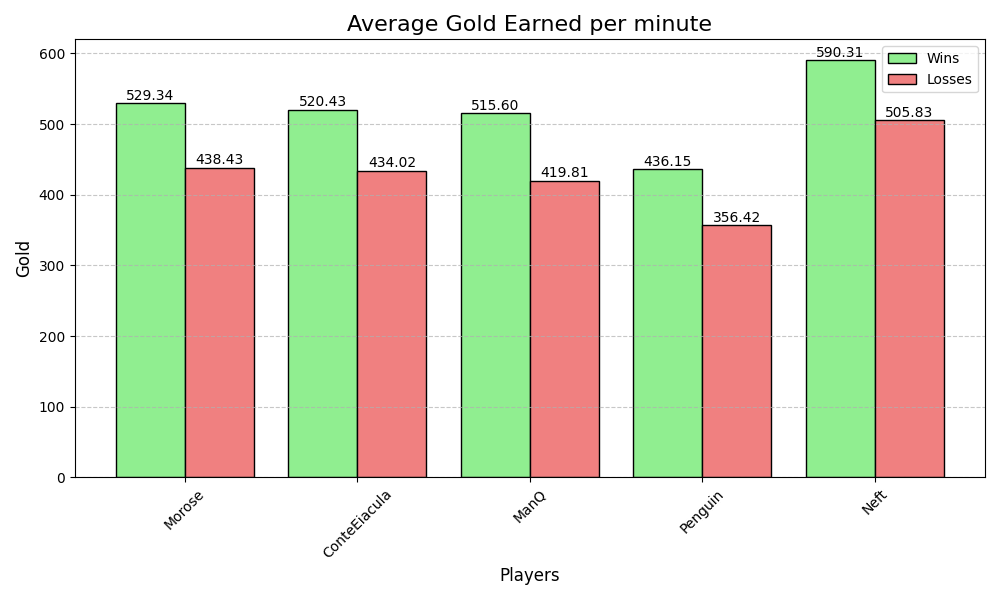 Average Gold Earned per minute
Wins
Losses
Gold
600
500
400
300
200
100
0
529.34
438.43
520.43
434.02
515.60
419.81
436.15
356.42
590.31
505.83
Morose
ConteEiacula
ManQ
Penguin
Neft
Players